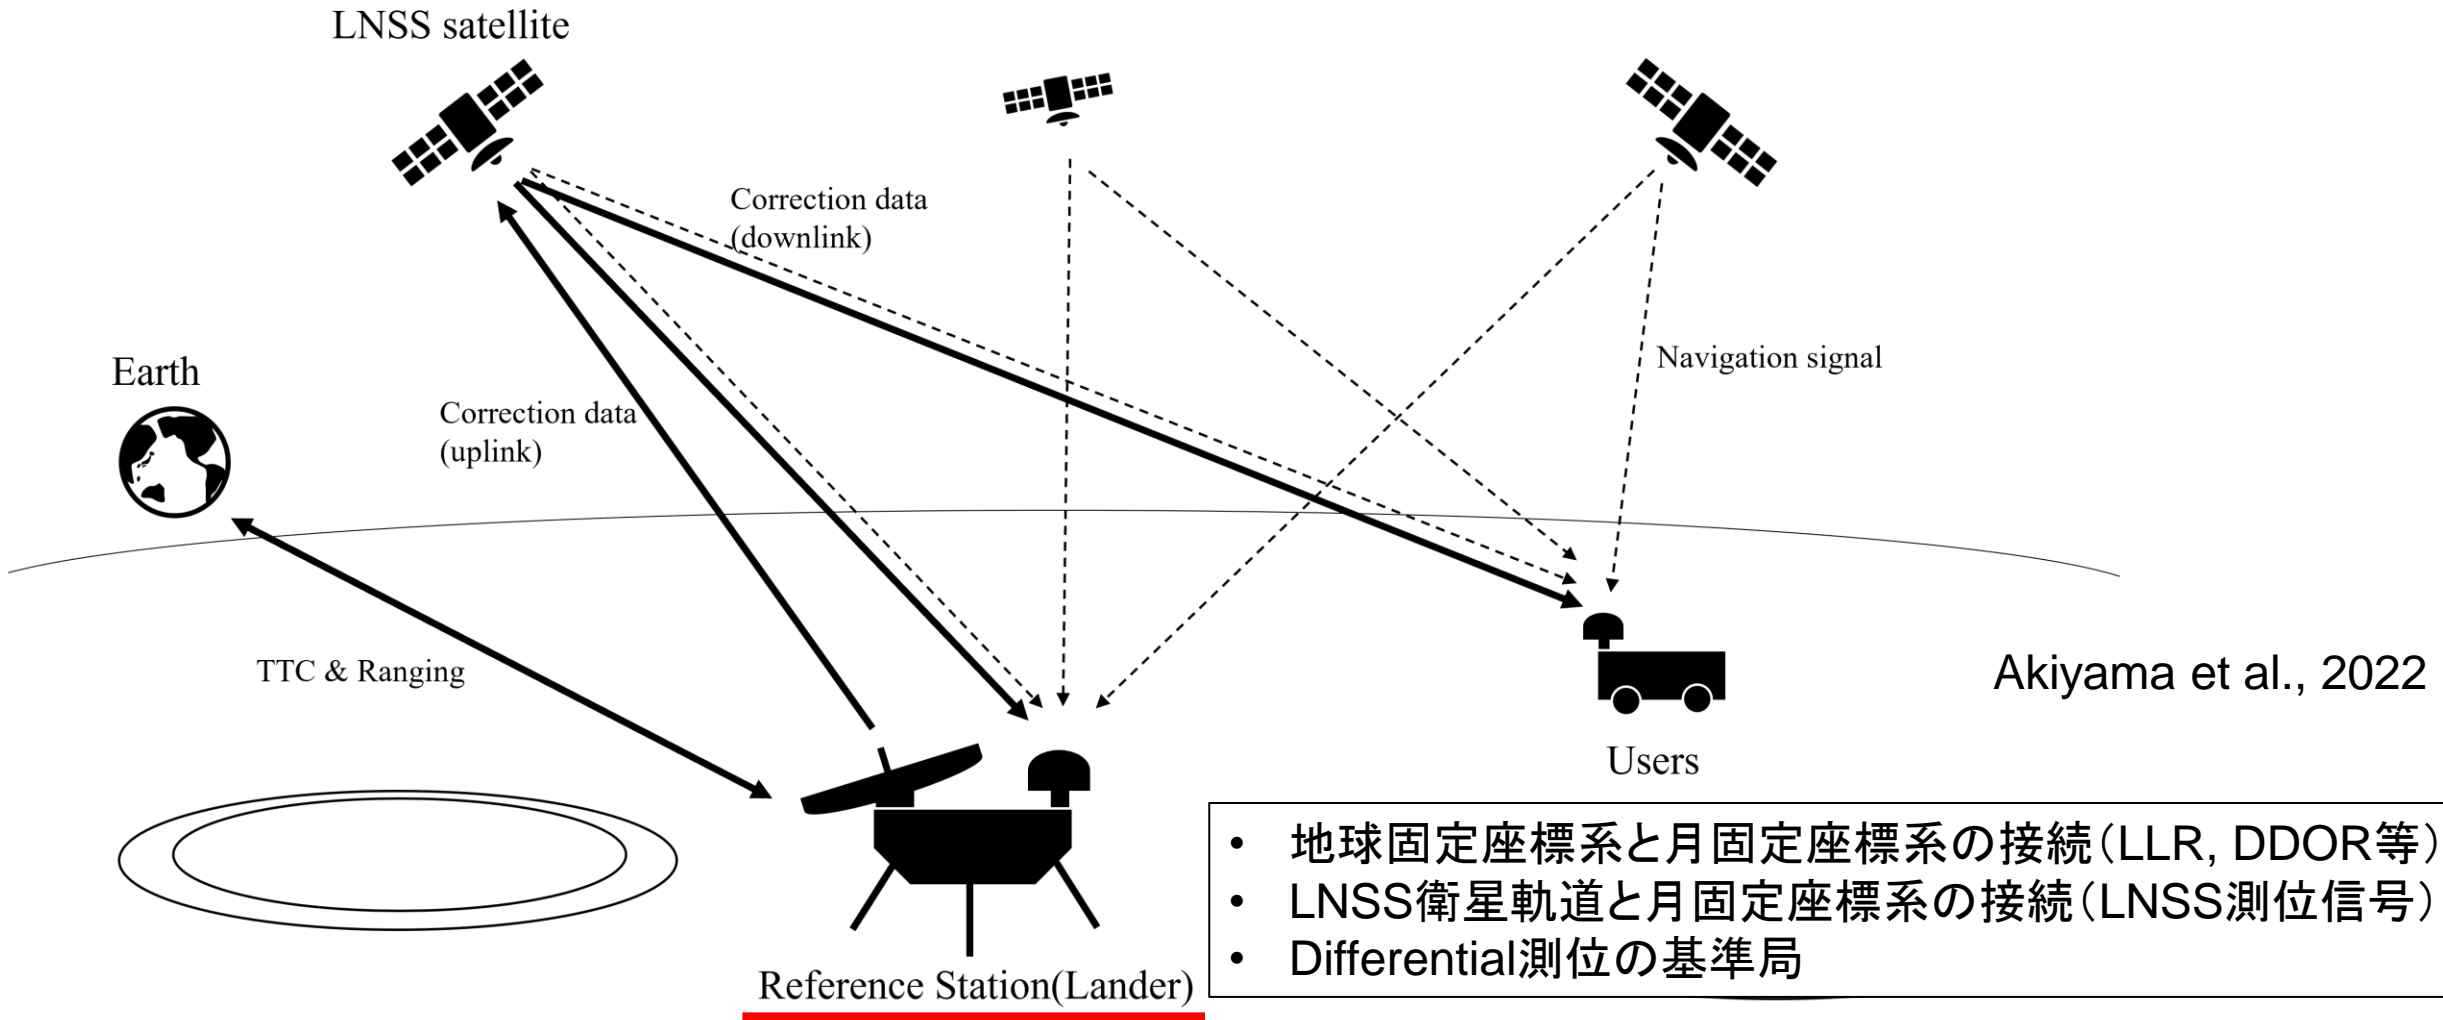 LNSS satellite
Correction data
(downlink)
Navigation signal
Earth
Correction data
(uplink)
TTC & Ranging
Akiyama et al., 2022
Users
• 地球固定座標系と月固定座標系の接続（LLR, DDOR等）
• LNSS衛星軌道と月固定座標系の接続（LNSS測位信号）
• Differential測位の基準局
Reference Station(Lander)